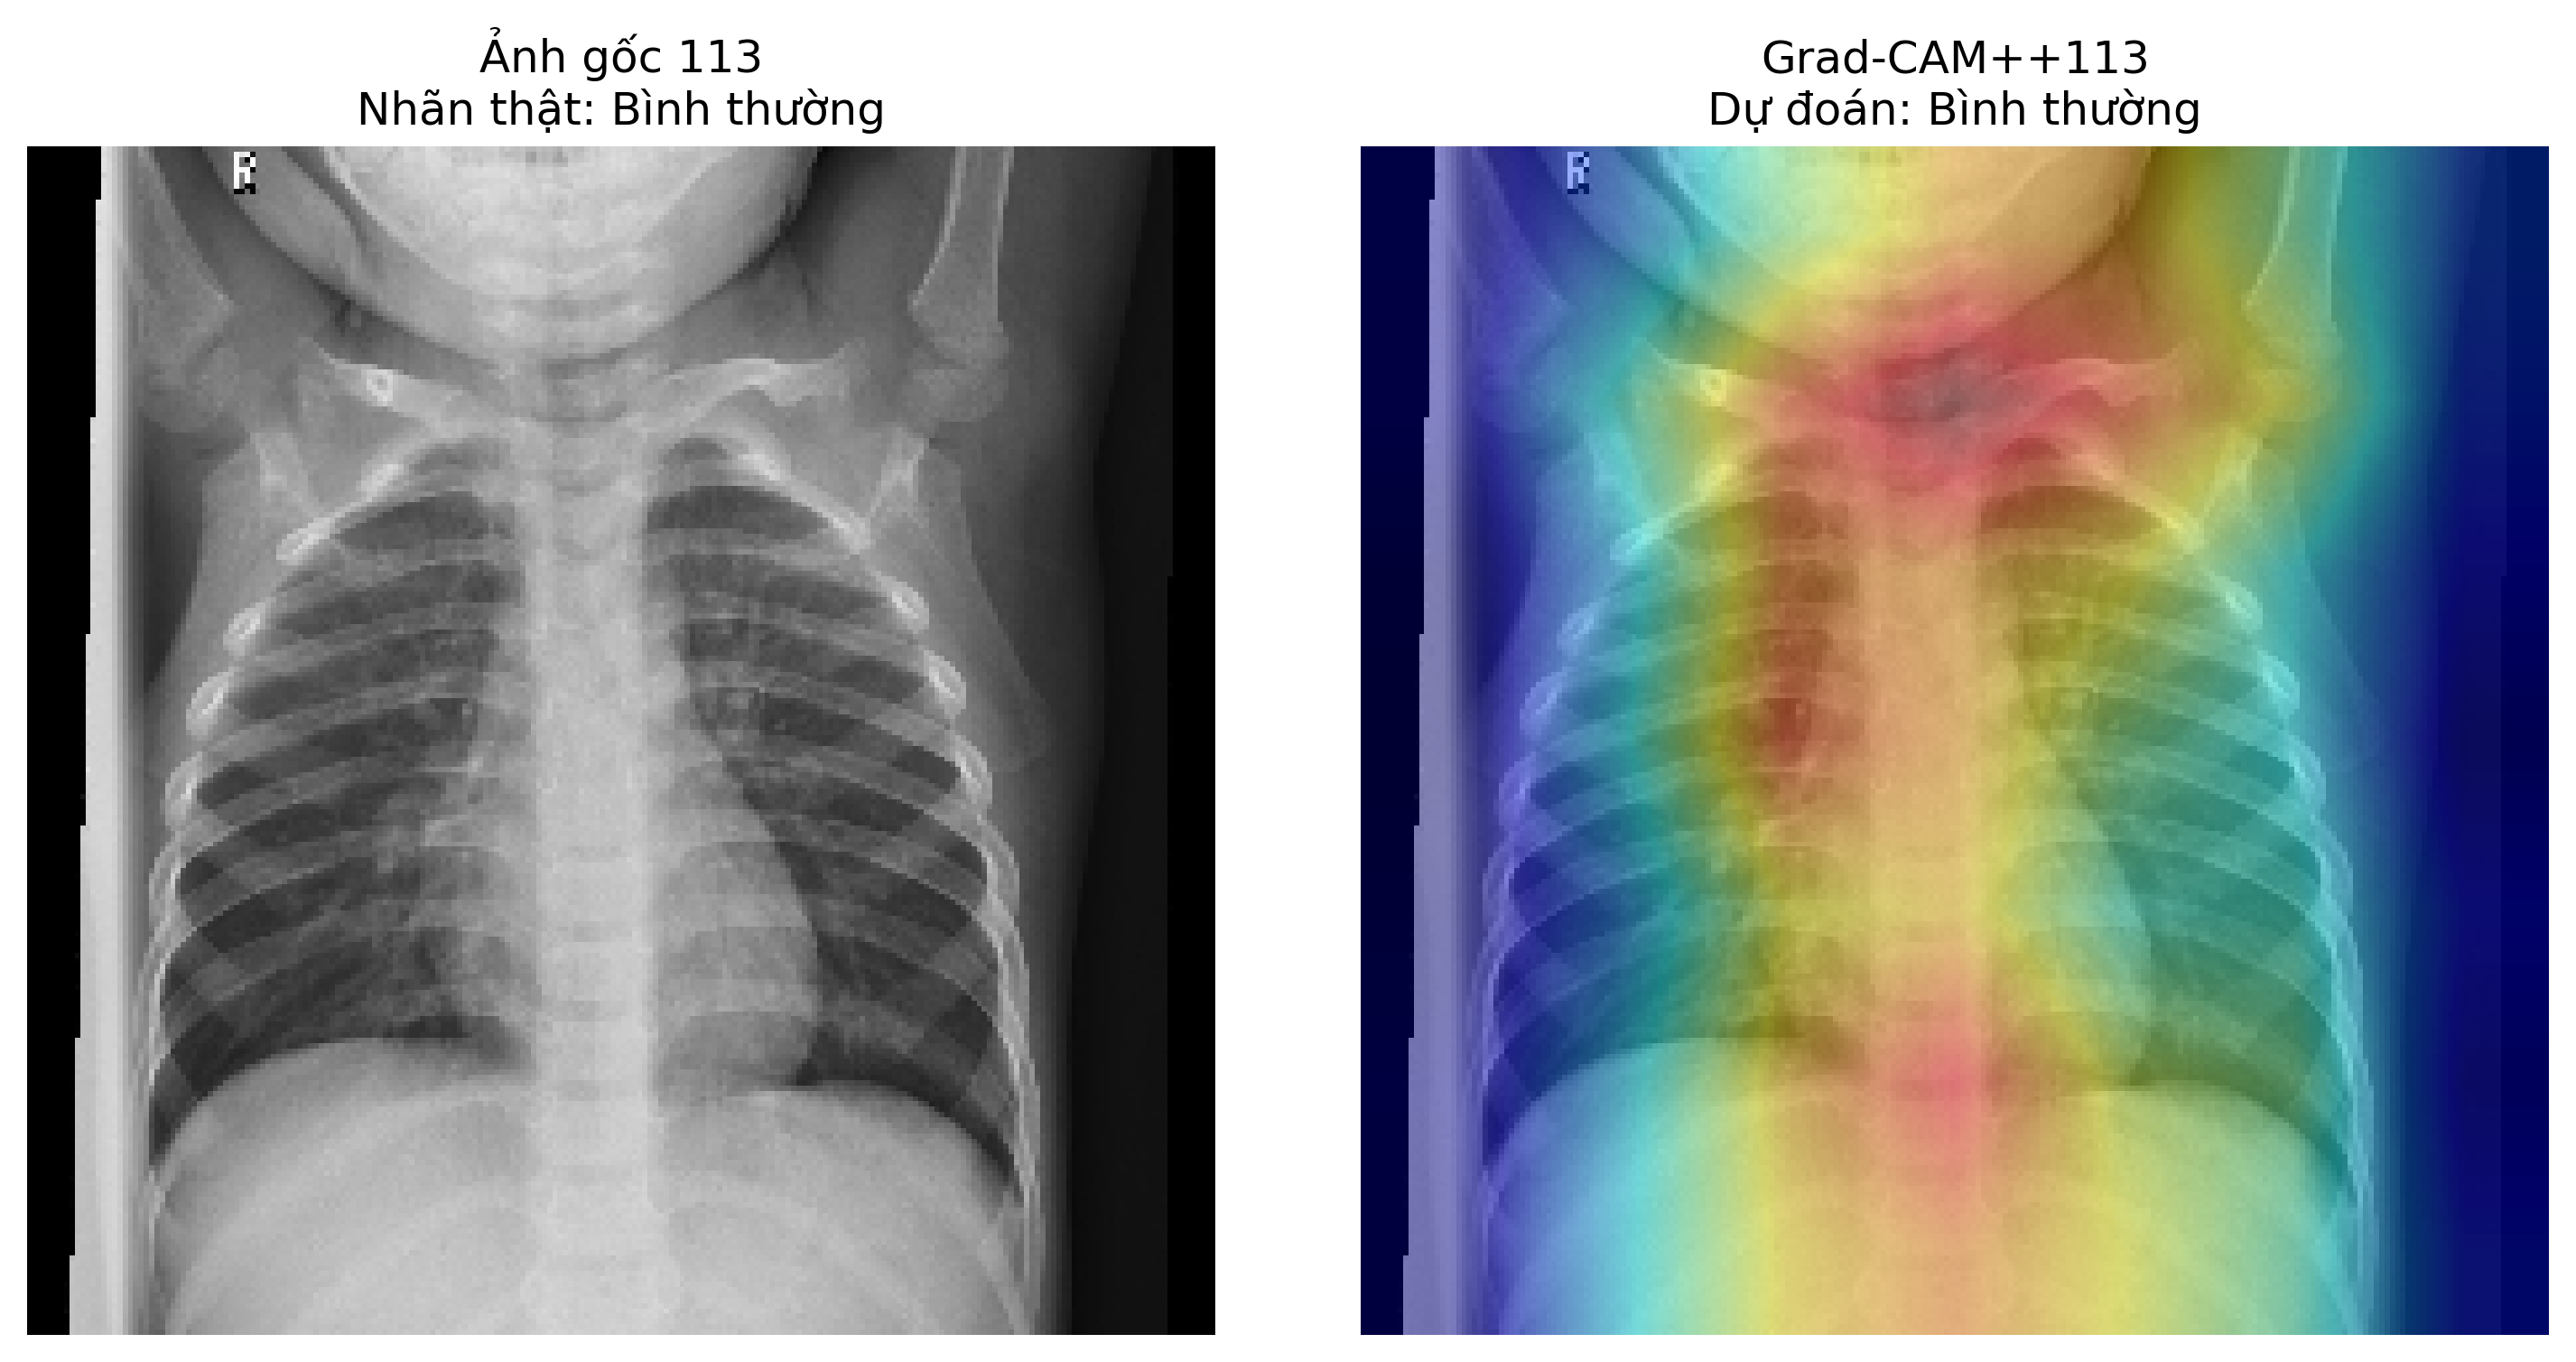 Ảnh gốc 113
Nhãn thật: Bình thường
Grad-CAM++113
Dự đoán: Bình thường
R
R